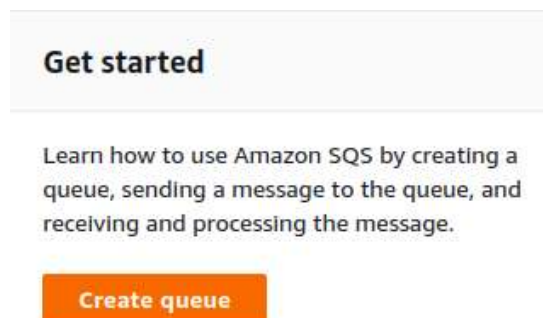 Get started
Learn how to use Amazon SQS by creating a
queue, sending a message to the queue, and
receiving and processing the message.
Create queue